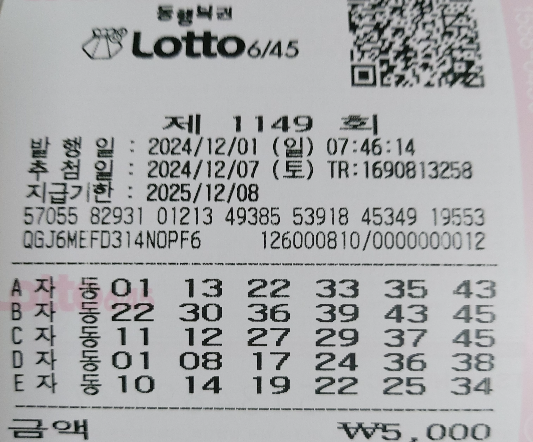 동행복권
Lotto 6/45
제 1149 회
발 행 일 : 2024/12/01 (일) 07:46:14
추 첨 일 : 2024/12/07 (토) TR:1690813258
지급기한 : 2025/12/08
57055 82931 01213 49385 53918 45349 19553
QGJ6MEFD314NOPF6 126000810/0000000012
A 자 동 01 13 22 33 35 43
B 자 동 22 30 36 39 43 45
C 자 동 11 12 27 29 37 45
D 자 동 01 08 17 24 36 38
E 자 동 10 14 19 22 25 34
금액 ₩5,000